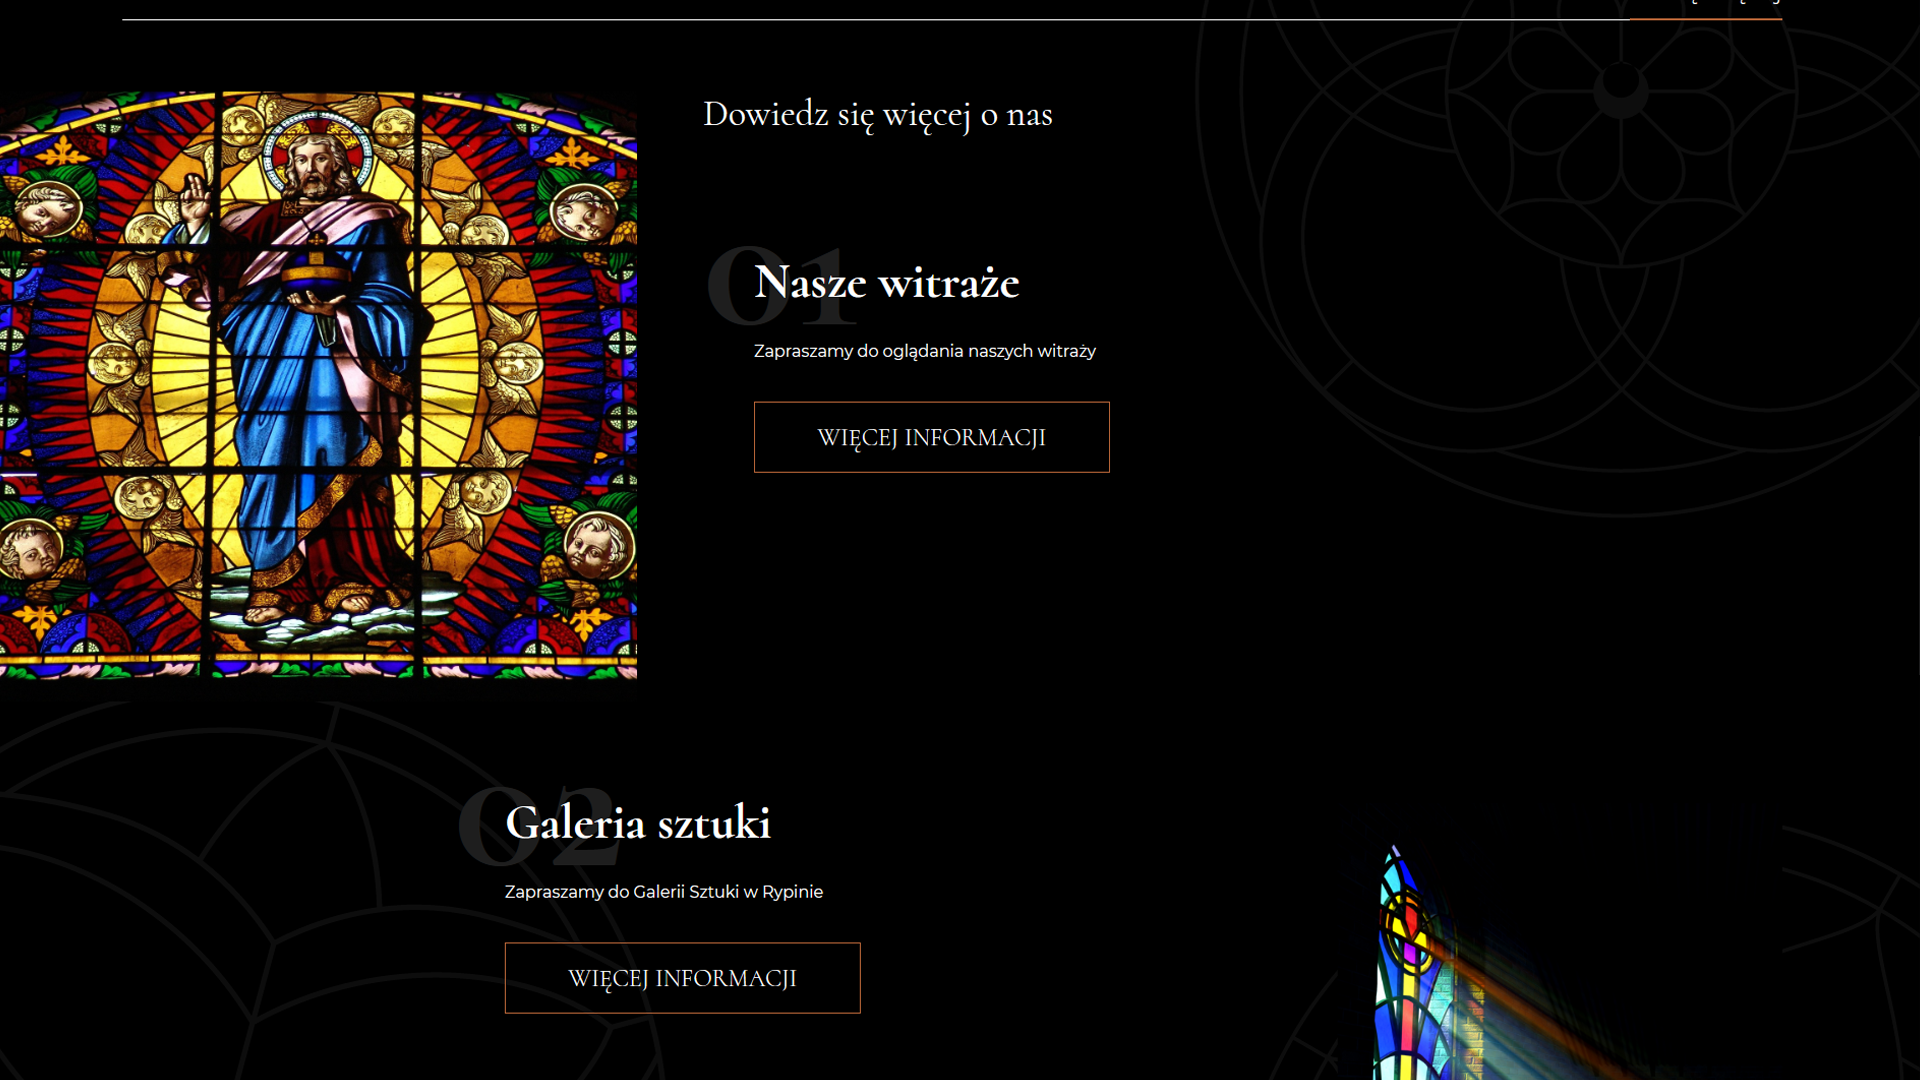 Dowiedz się więcej o nas
01
Nasze witraże
Zapraszamy do oglądania naszych witraży
WIĘCEJ INFORMACJI
02
Galeria sztuki
Zapraszamy do Galerii Sztuki w Rypinie
WIĘCEJ INFORMACJI